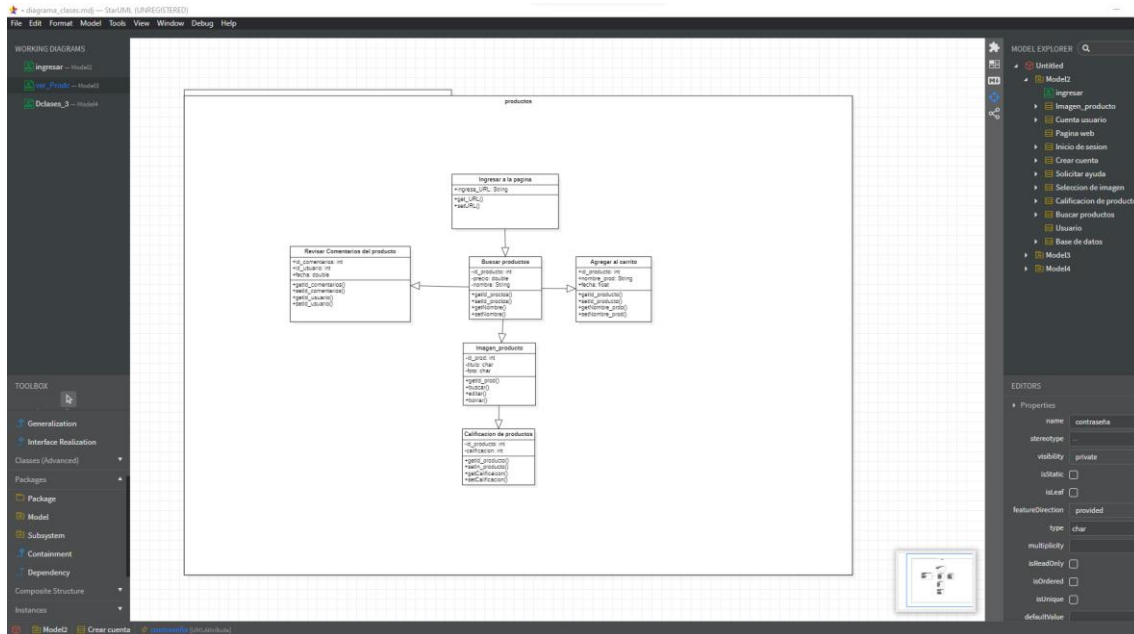 • diagrama_clases.mdj — StarUML (UNREGISTERED)
File Edit Format Model Tools View Window Debug Help
WORKING DIAGRAMS
ingresar — Model2
ver_Prodc — Model3
Dclases_3 — Model4
TOOLBOX
Generalization
Interface Realization
Classes (Advanced)
Packages
Package
Model
Subsystem
Containment
Dependency
Composite Structure
Instances
productos
Ingresar a la pagina
+ingresa_URL: String
+get_URL()
+setURL()
Revisar Comentarios del producto
+id_comentarios: int
+id_usuario: int
+fecha: double
+getid_comentarios()
+setid_comentarios()
+getid_usuario()
+setid_usuario()
Buscar productos
-id_producto: int
-precio: double
-nombre: String
+getNombre()
+setNombre()
Agregar al carrito
+id_producto: int
+nombre_prod: String
+fecha: float
+getid_producto()
+setid_producto()
+setNombre_prod()
Imagen_producto
-id_prod: int
-titulo: char
-foto: char
+getid_prod()
+buscar()
+editar()
+borrar()
Calificacion de productos
-id_producto: int
-calificacion: int
+getid_producto()
+getCalificacion()
+setCalificacion()
MODEL EXPLORER
Untitled
Model2
ingresar
Imagen_producto
Cuenta usuario
Pagina web
Inicio de sesion
Crear cuenta
Solicitar ayuda
Seleccion de imagen
Calificacion de product
Buscar productos
Usuario
Base de datos
Model3
Model4
EDITORS
Properties
name contraseña
stereotype ...
visibility private
isStatic
isLeaf
featureDirection provided
type char
multiplicity
isReadOnly
isOrdered
isUnique
defaultValue
Model2 Crear cuenta contraseña [UMLAttribute]